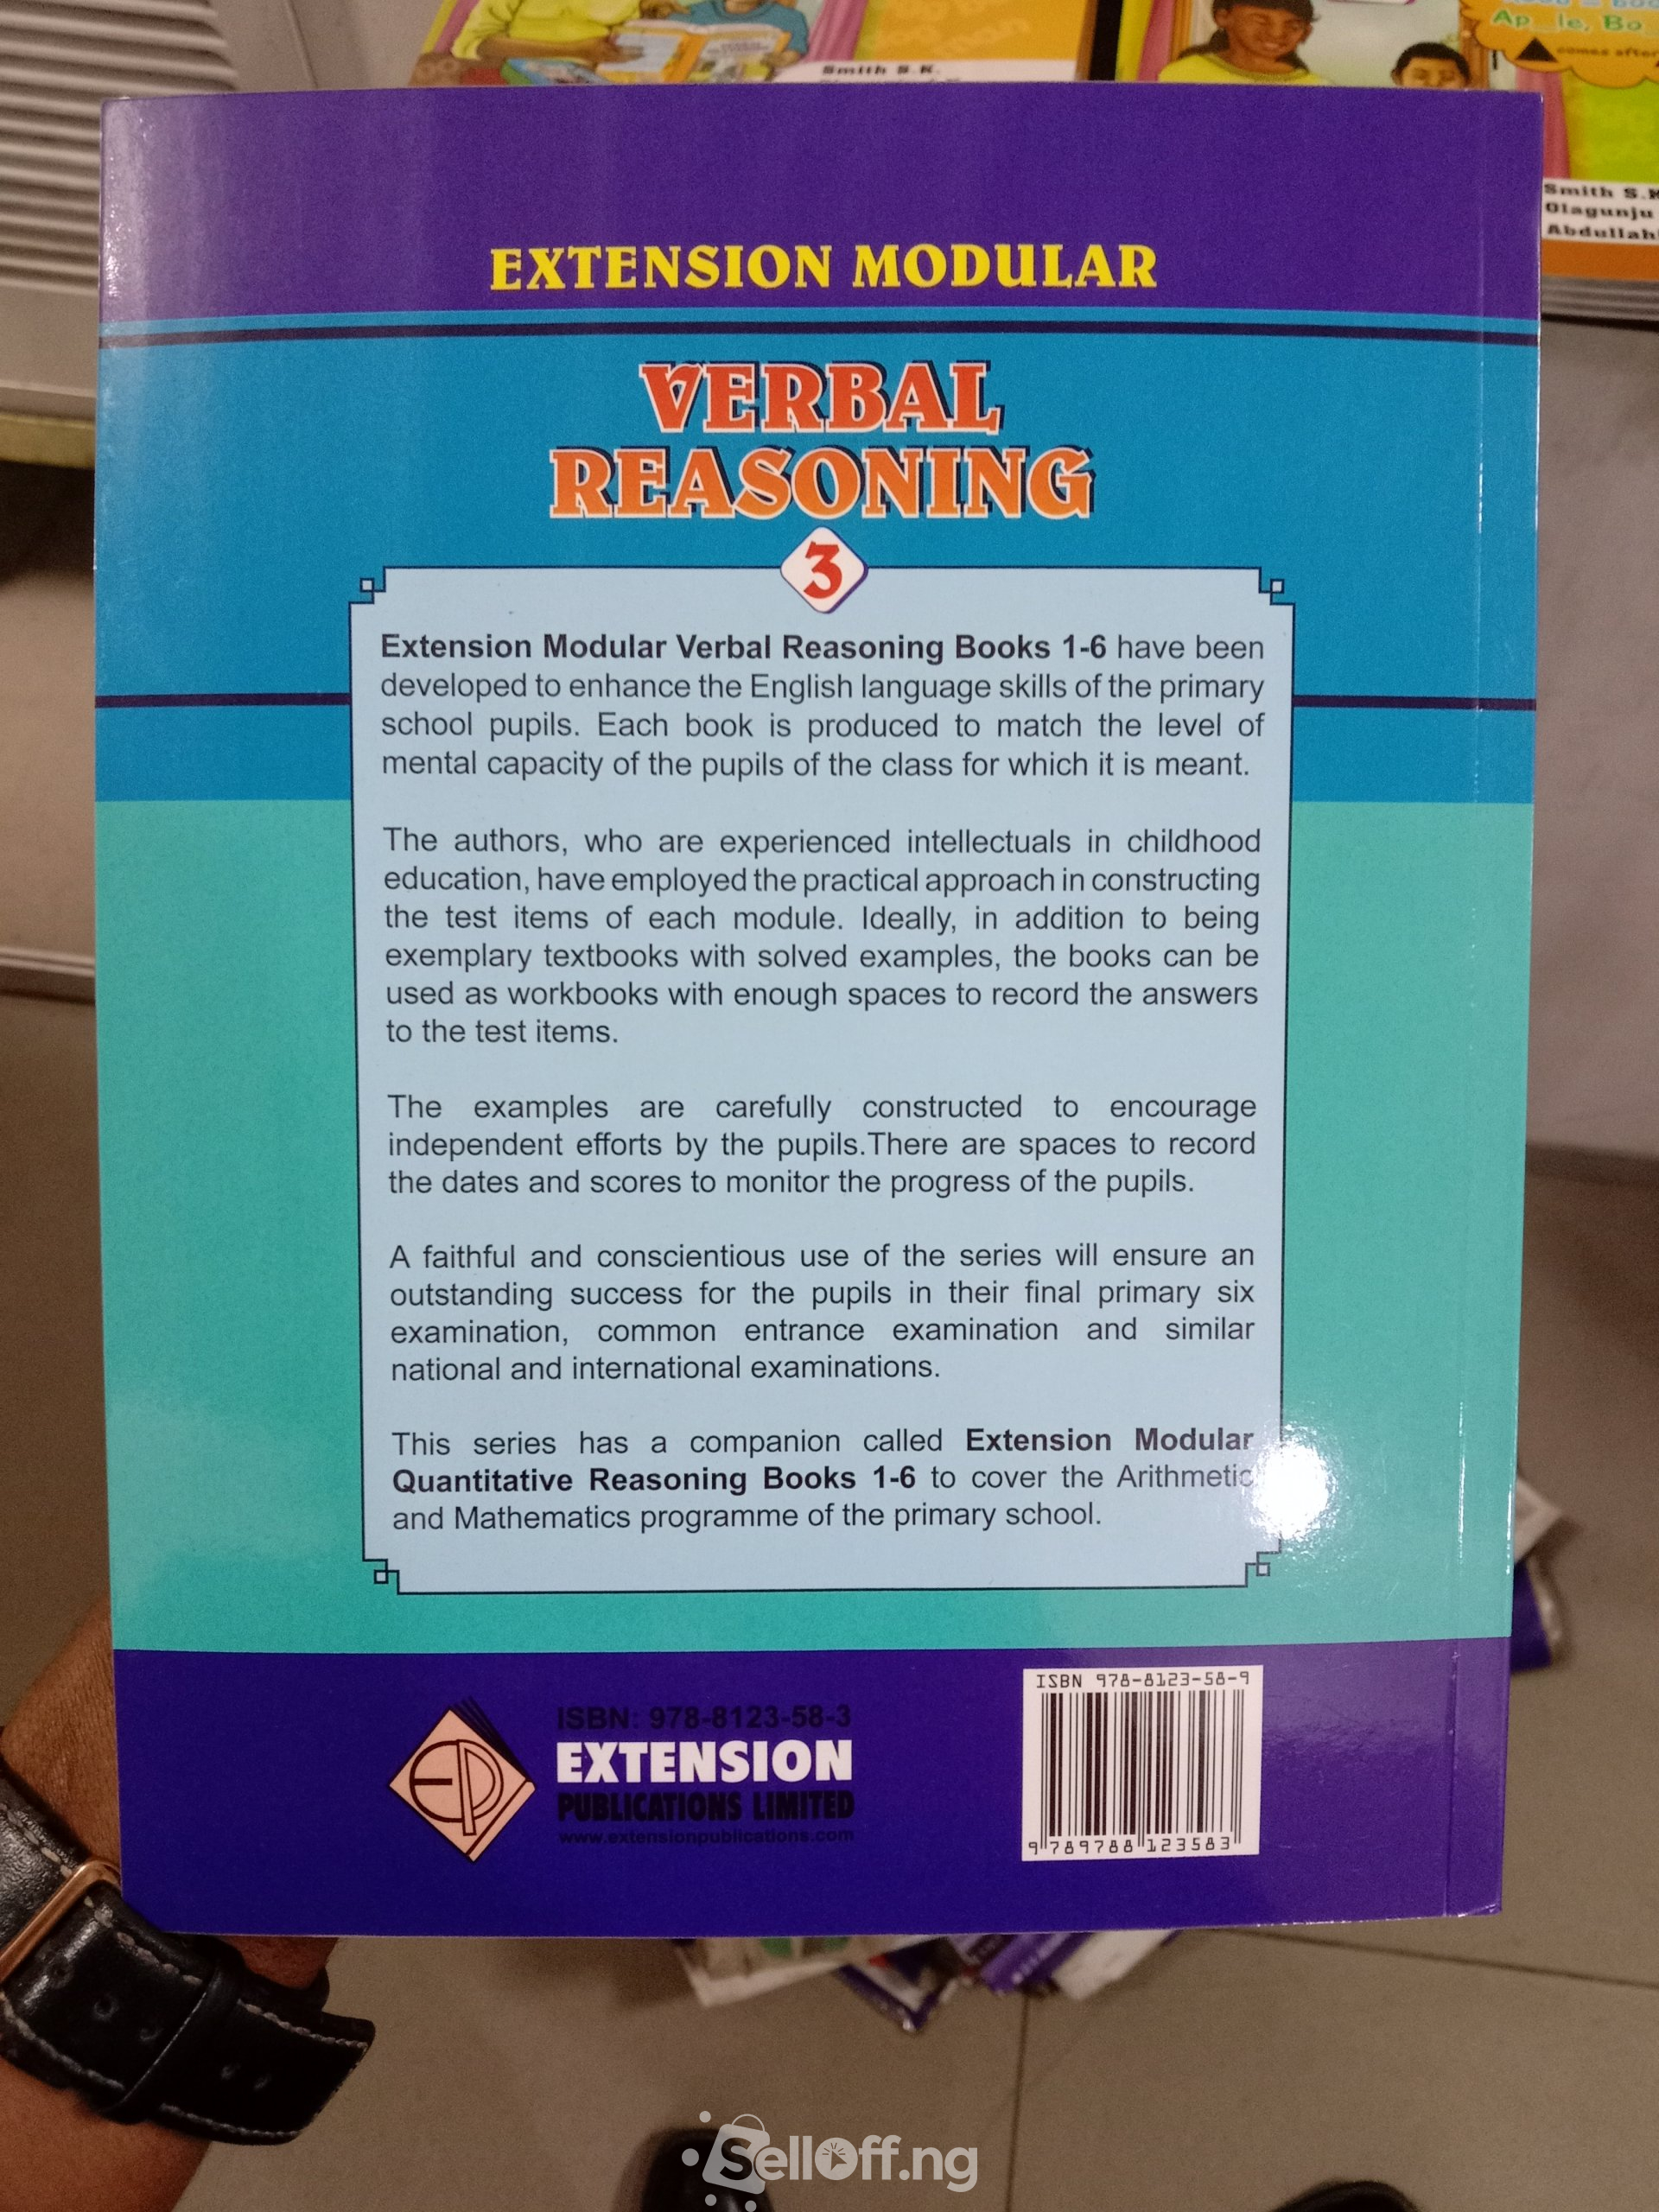 Smith S.K.
Ap_le, Bo_
comes after
Smith S.K
Olagunju
Abdullahi
EXTENSION MODULAR
VERBAL
REASONING
3
Extension Modular Verbal Reasoning Books 1-6 have been
developed to enhance the English language skills of the primary
school pupils. Each book is produced to match the level of
mental capacity of the pupils of the class for which it is meant.
The authors, who are experienced intellectuals in childhood
education, have employed the practical approach in constructing
the test items of each module. Ideally, in addition to being
exemplary textbooks with solved examples, the books can be
used as workbooks with enough spaces to record the answers
to the test items.
The examples are carefully constructed to encourage
independent efforts by the pupils.There are spaces to record
the dates and scores to monitor the progress of the pupils.
A faithful and conscientious use of the series will ensure an
outstanding success for the pupils in their final primary six
examination, common entrance examination and similar
national and international examinations.
This series has a companion called Extension Modular
Quantitative Reasoning Books 1-6 to cover the Arithmetic
and Mathematics programme of the primary school.
EP
ISBN: 978-8123-58-3
EXTENSION
PUBLICATIONS LIMITED
www.extensionpublications.com
ISBN 978-8123-58-9
9 789788 123583
SellOff.ng